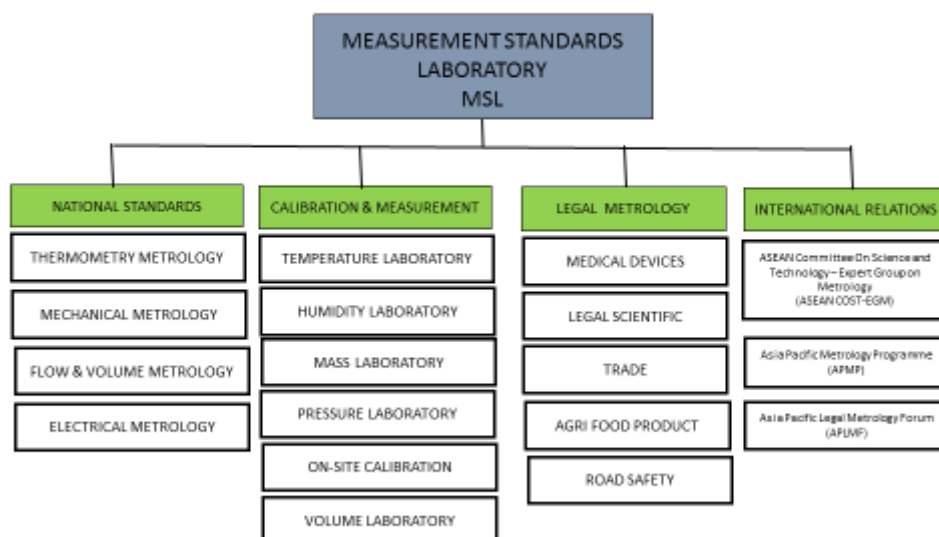 MEASUREMENT STANDARDS
LABORATORY
MSL
NATIONAL STANDARDS
THERMOMETRY METROLOGY
MECHANICAL METROLOGY
FLOW & VOLUME METROLOGY
ELECTRICAL METROLOGY
CALIBRATION & MEASUREMENT
TEMPERATURE LABORATORY
HUMIDITY LABORATORY
MASS LABORATORY
PRESSURE LABORATORY
ON-SITE CALIBRATION
VOLUME LABORATORY
LEGAL METROLOGY
MEDICAL DEVICES
LEGAL SCIENTIFIC
TRADE
AGRI FOOD PRODUCT
ROAD SAFETY
INTERNATIONAL RELATIONS
ASEAN Committee On Science and
Technology – Expert Group on
Metrology
(ASEAN COST-EGM)
Asia Pacific Metrology Programme
(APMP)
Asia Pacific Legal Metrology Forum
(APLMF)